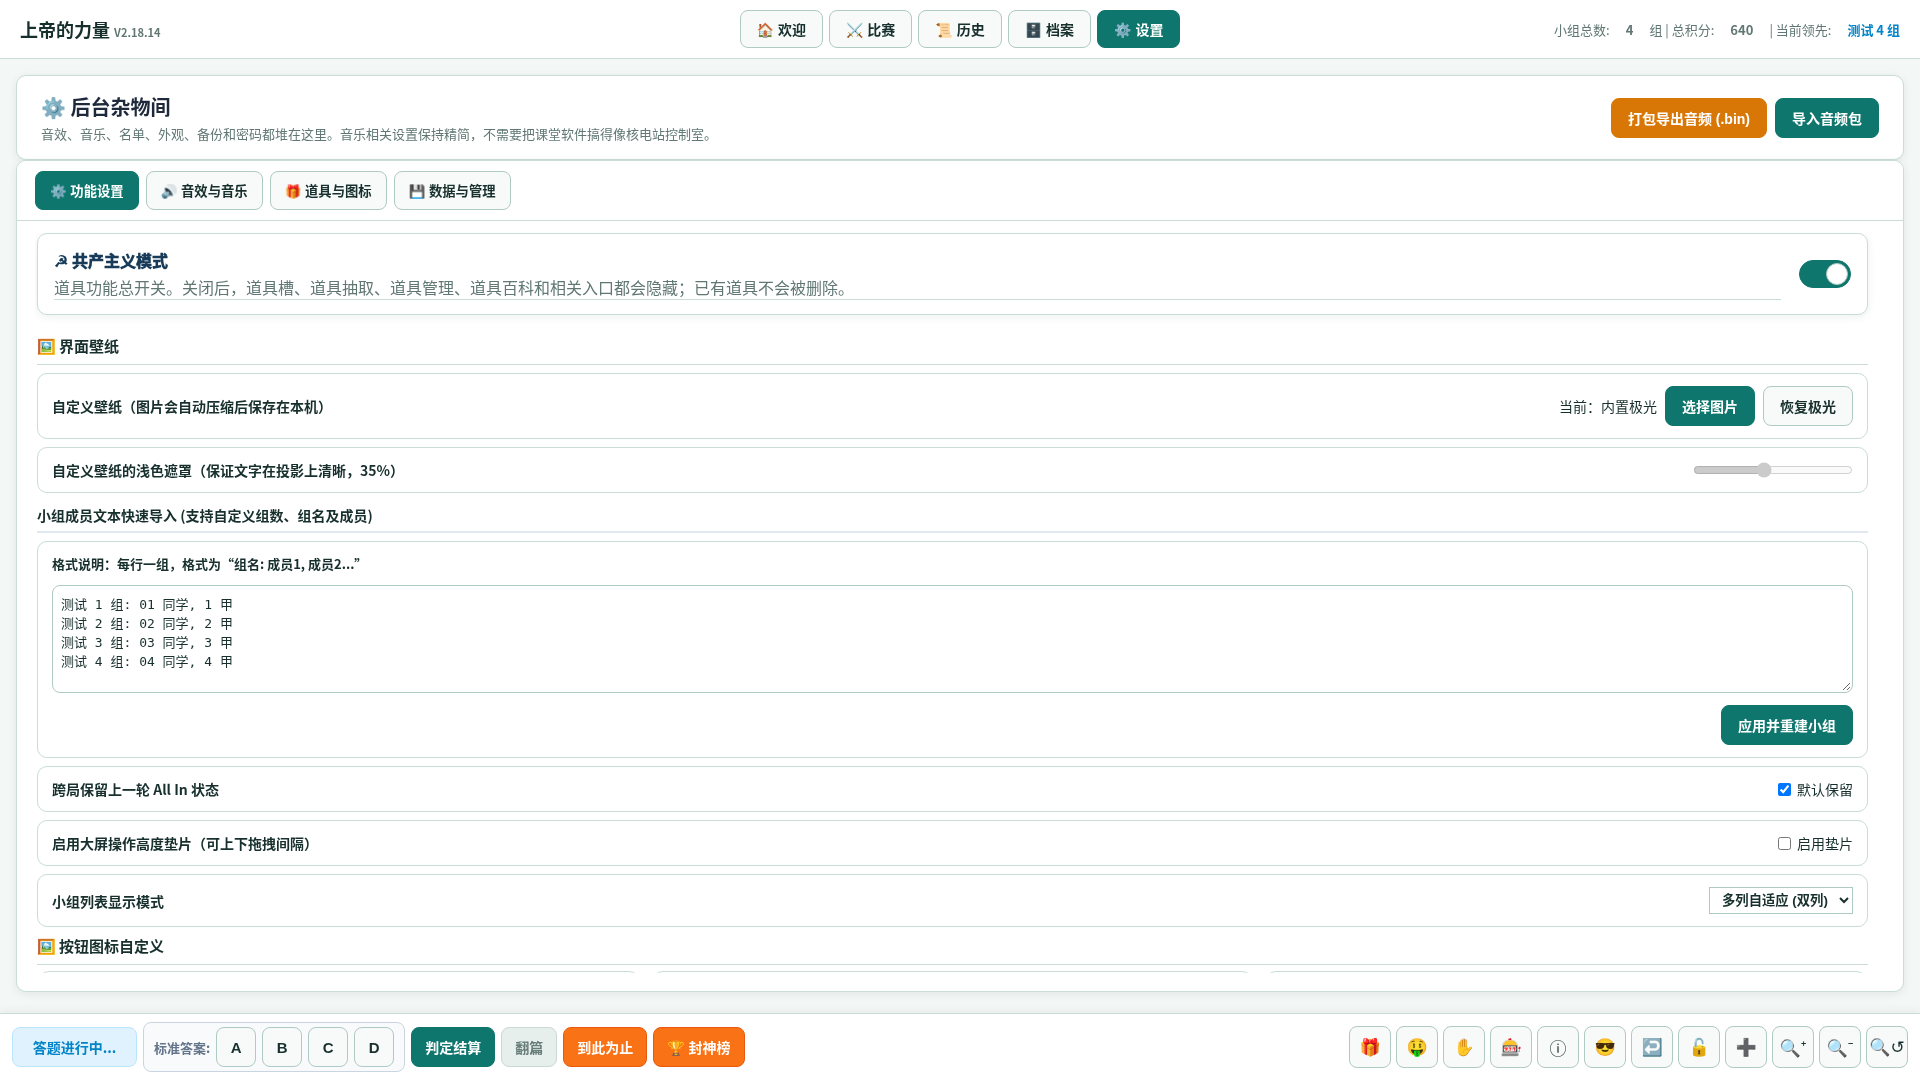 上帝的力量 V2.18.14
🏠 欢迎
⚔️ 比赛
📜 历史
🗄️ 档案
⚙️ 设置
小组总数: 4 组 | 总积分: 640 | 当前领先: 测试 4 组
⚙️ 后台杂物间
音效、音乐、名单、外观、备份和密码都堆在这里。音乐相关设置保持精简，不需要把课堂软件搞得像核电站控制室。
打包导出音频 (.bin)
导入音频包
⚙️ 功能设置
🔊 音效与音乐
🎁 道具与图标
💾 数据与管理
☭ 共产主义模式
道具功能总开关。关闭后，道具槽、道具抽取、道具管理、道具百科和相关入口都会隐藏；已有道具不会被删除。
🖼️ 界面壁纸
自定义壁纸（图片会自动压缩后保存在本机）
当前：内置极光
选择图片
恢复极光
自定义壁纸的浅色遮罩（保证文字在投影上清晰，35%）
小组成员文本快速导入 (支持自定义组数、组名及成员)
格式说明：每行一组，格式为“组名: 成员1, 成员2...”
测试 1 组: 01 同学, 1 甲
测试 2 组: 02 同学, 2 甲
测试 3 组: 03 同学, 3 甲
测试 4 组: 04 同学, 4 甲
应用并重建小组
跨局保留上一轮 All In 状态
默认保留
启用大屏操作高度垫片（可上下拖拽间隔）
启用垫片
小组列表显示模式
多列自适应 (双列)
🖼️ 按钮图标自定义
答题进行中...
标准答案:
A
B
C
D
判定结算
翻篇
到此为止
🏆 封神榜